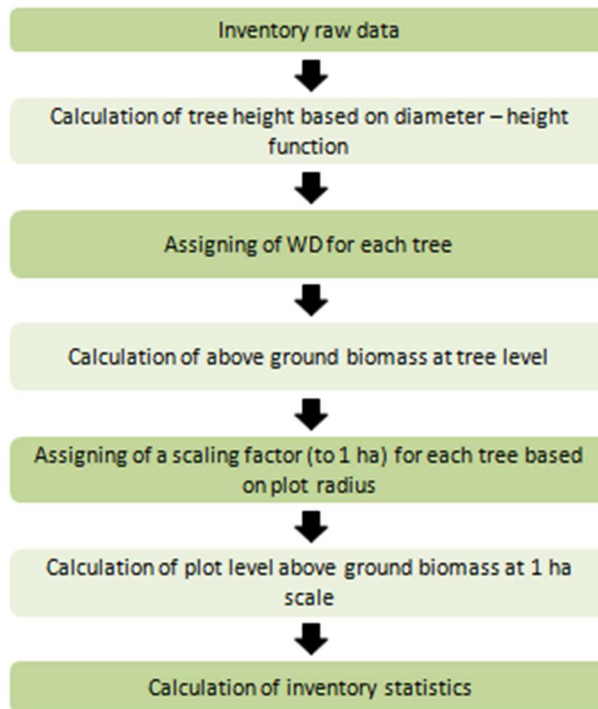 Inventory raw data
Calculation of tree height based on diameter – height
function
Assigning of WD for each tree
Calculation of above ground biomass at tree level
Assigning of a scaling factor (to 1 ha) for each tree based
on plot radius
Calculation of plot level above ground biomass at 1 ha
scale
Calculation of inventory statistics